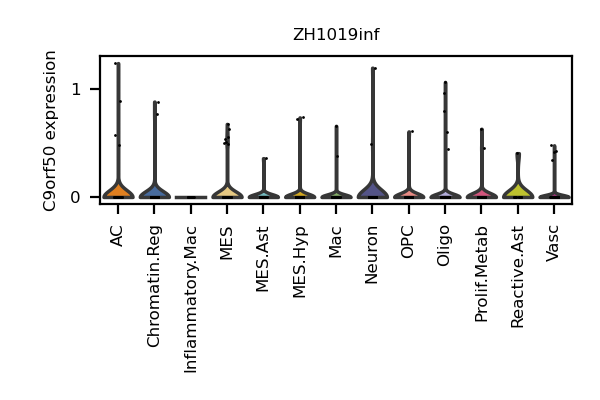 ZH1019inf
C9orf50 expression
1
0
AC
Chromatin.Reg
Inflammatory.Mac
MES
MES.Ast
MES.Hyp
Mac
Neuron
OPC
Oligo
Prolif.Metab
Reactive.Ast
Vasc